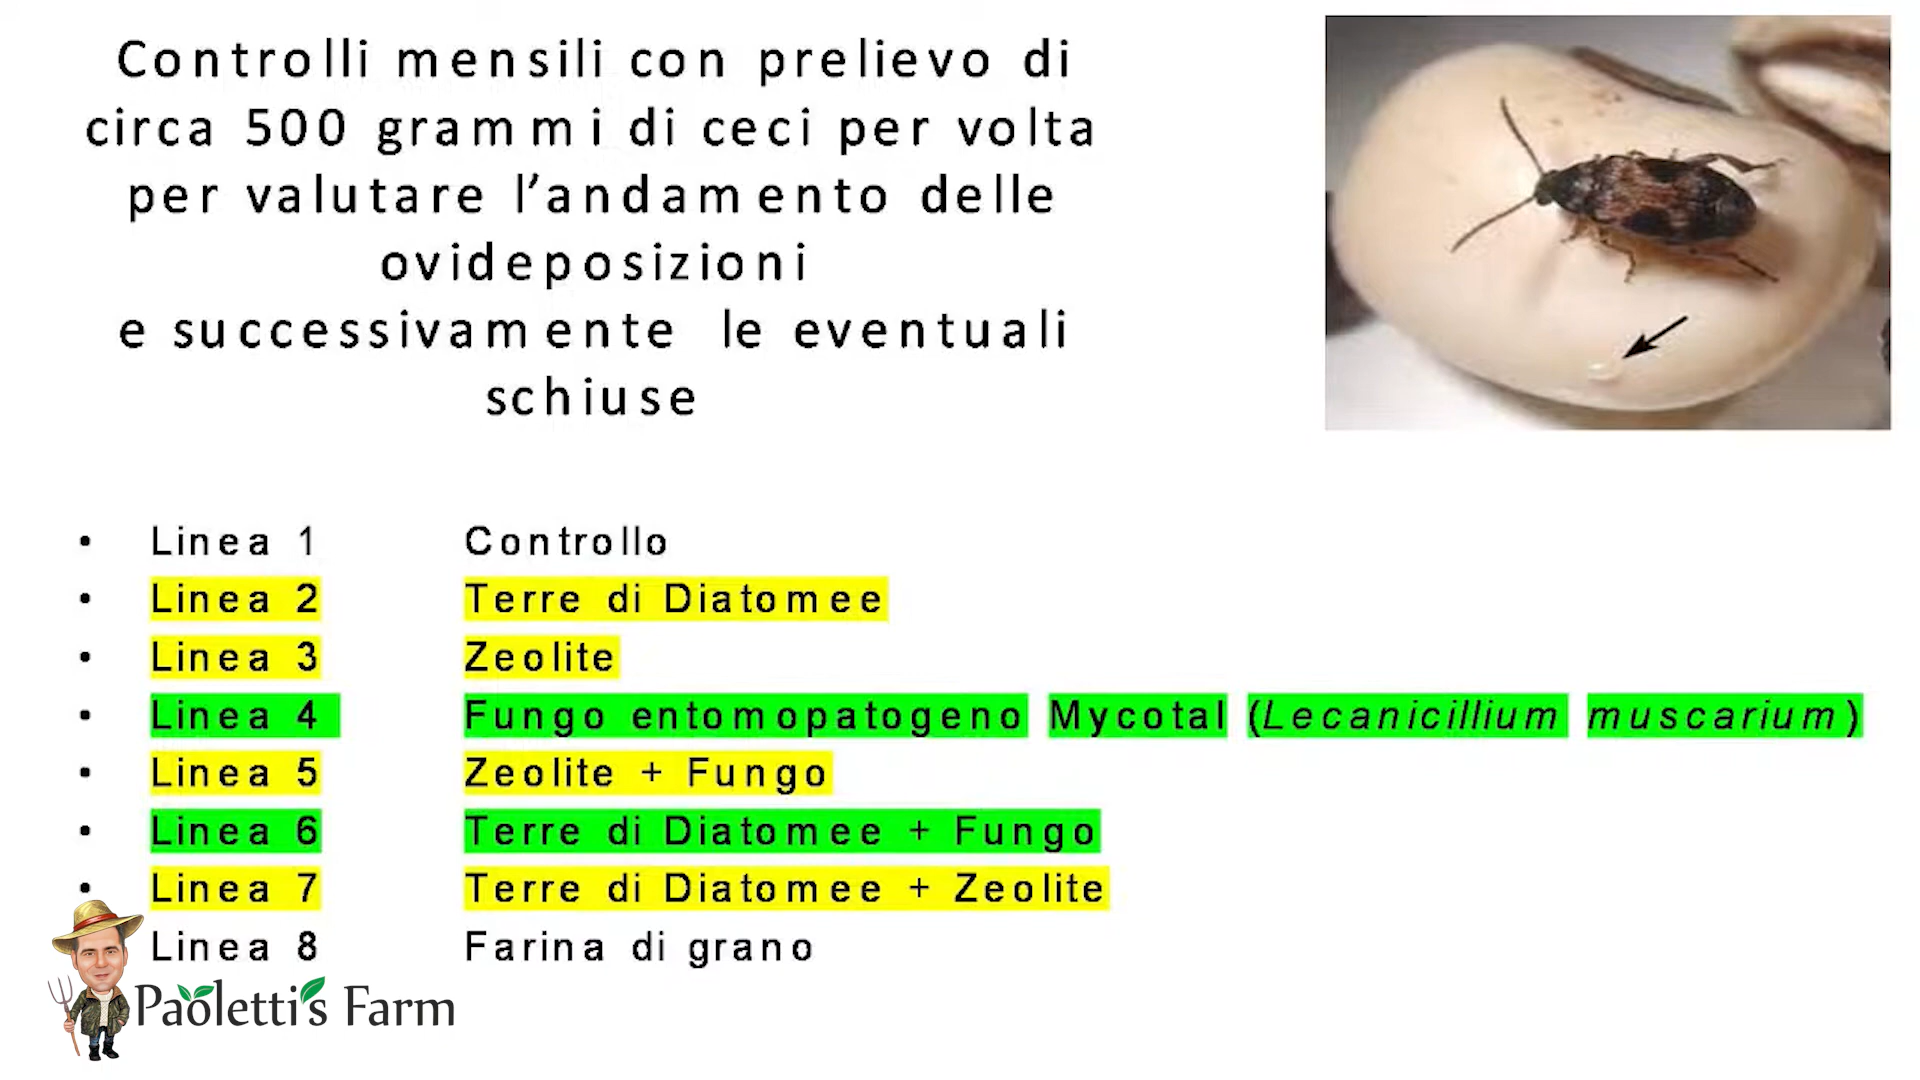 Controlli mensili con prelievo di
circa 500 grammi di ceci per volta
per valutare l'andamento delle
ovideposizioni
e successivamente le eventuali
schiuse
• Linea 1 Controllo
• Linea 2 Terre di Diatomee
• Linea 3 Zeolite
• Linea 4 Fungo entomopatogeno Mycotal (Lecanicillium muscarium)
• Linea 5 Zeolite + Fungo
• Linea 6 Terre di Diatomee + Fungo
• Linea 7 Terre di Diatomee + Zeolite
Linea 8 Farina di grano
Paoletti's Farm